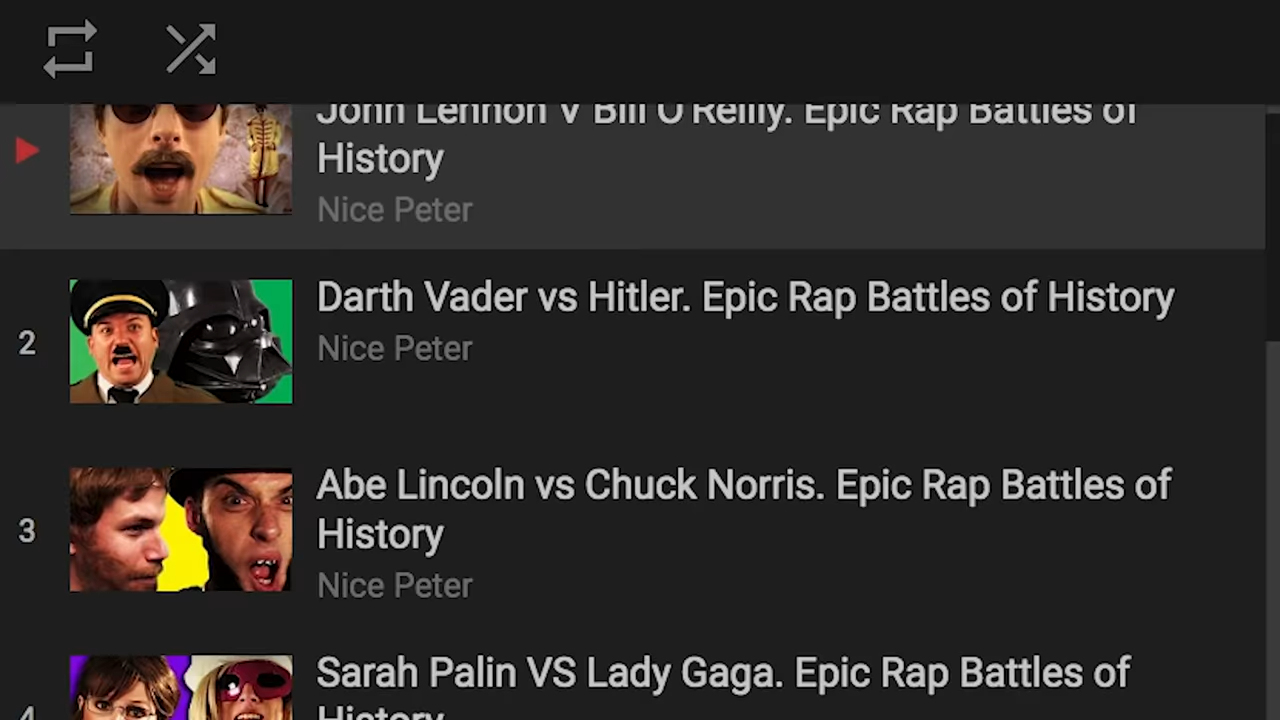 John Lennon V Bill O'Reilly. Epic Rap Battles of
History
Nice Peter
2
Darth Vader vs Hitler. Epic Rap Battles of History
Nice Peter
3
Abe Lincoln vs Chuck Norris. Epic Rap Battles of
History
Nice Peter
4
Sarah Palin VS Lady Gaga. Epic Rap Battles of
History